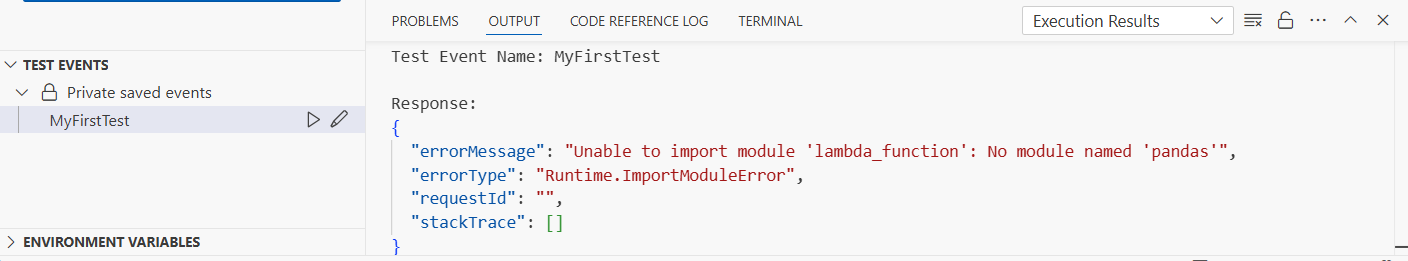 PROBLEMS OUTPUT CODE REFERENCE LOG TERMINAL Execution Results
TEST EVENTS
Private saved events
MyFirstTest
ENVIRONMENT VARIABLES
Test Event Name: MyFirstTest
Response:
{
"errorMessage": "Unable to import module 'lambda_function': No module named 'pandas'",
"errorType": "Runtime.ImportModuleError",
"requestId": "",
"stackTrace": []
}